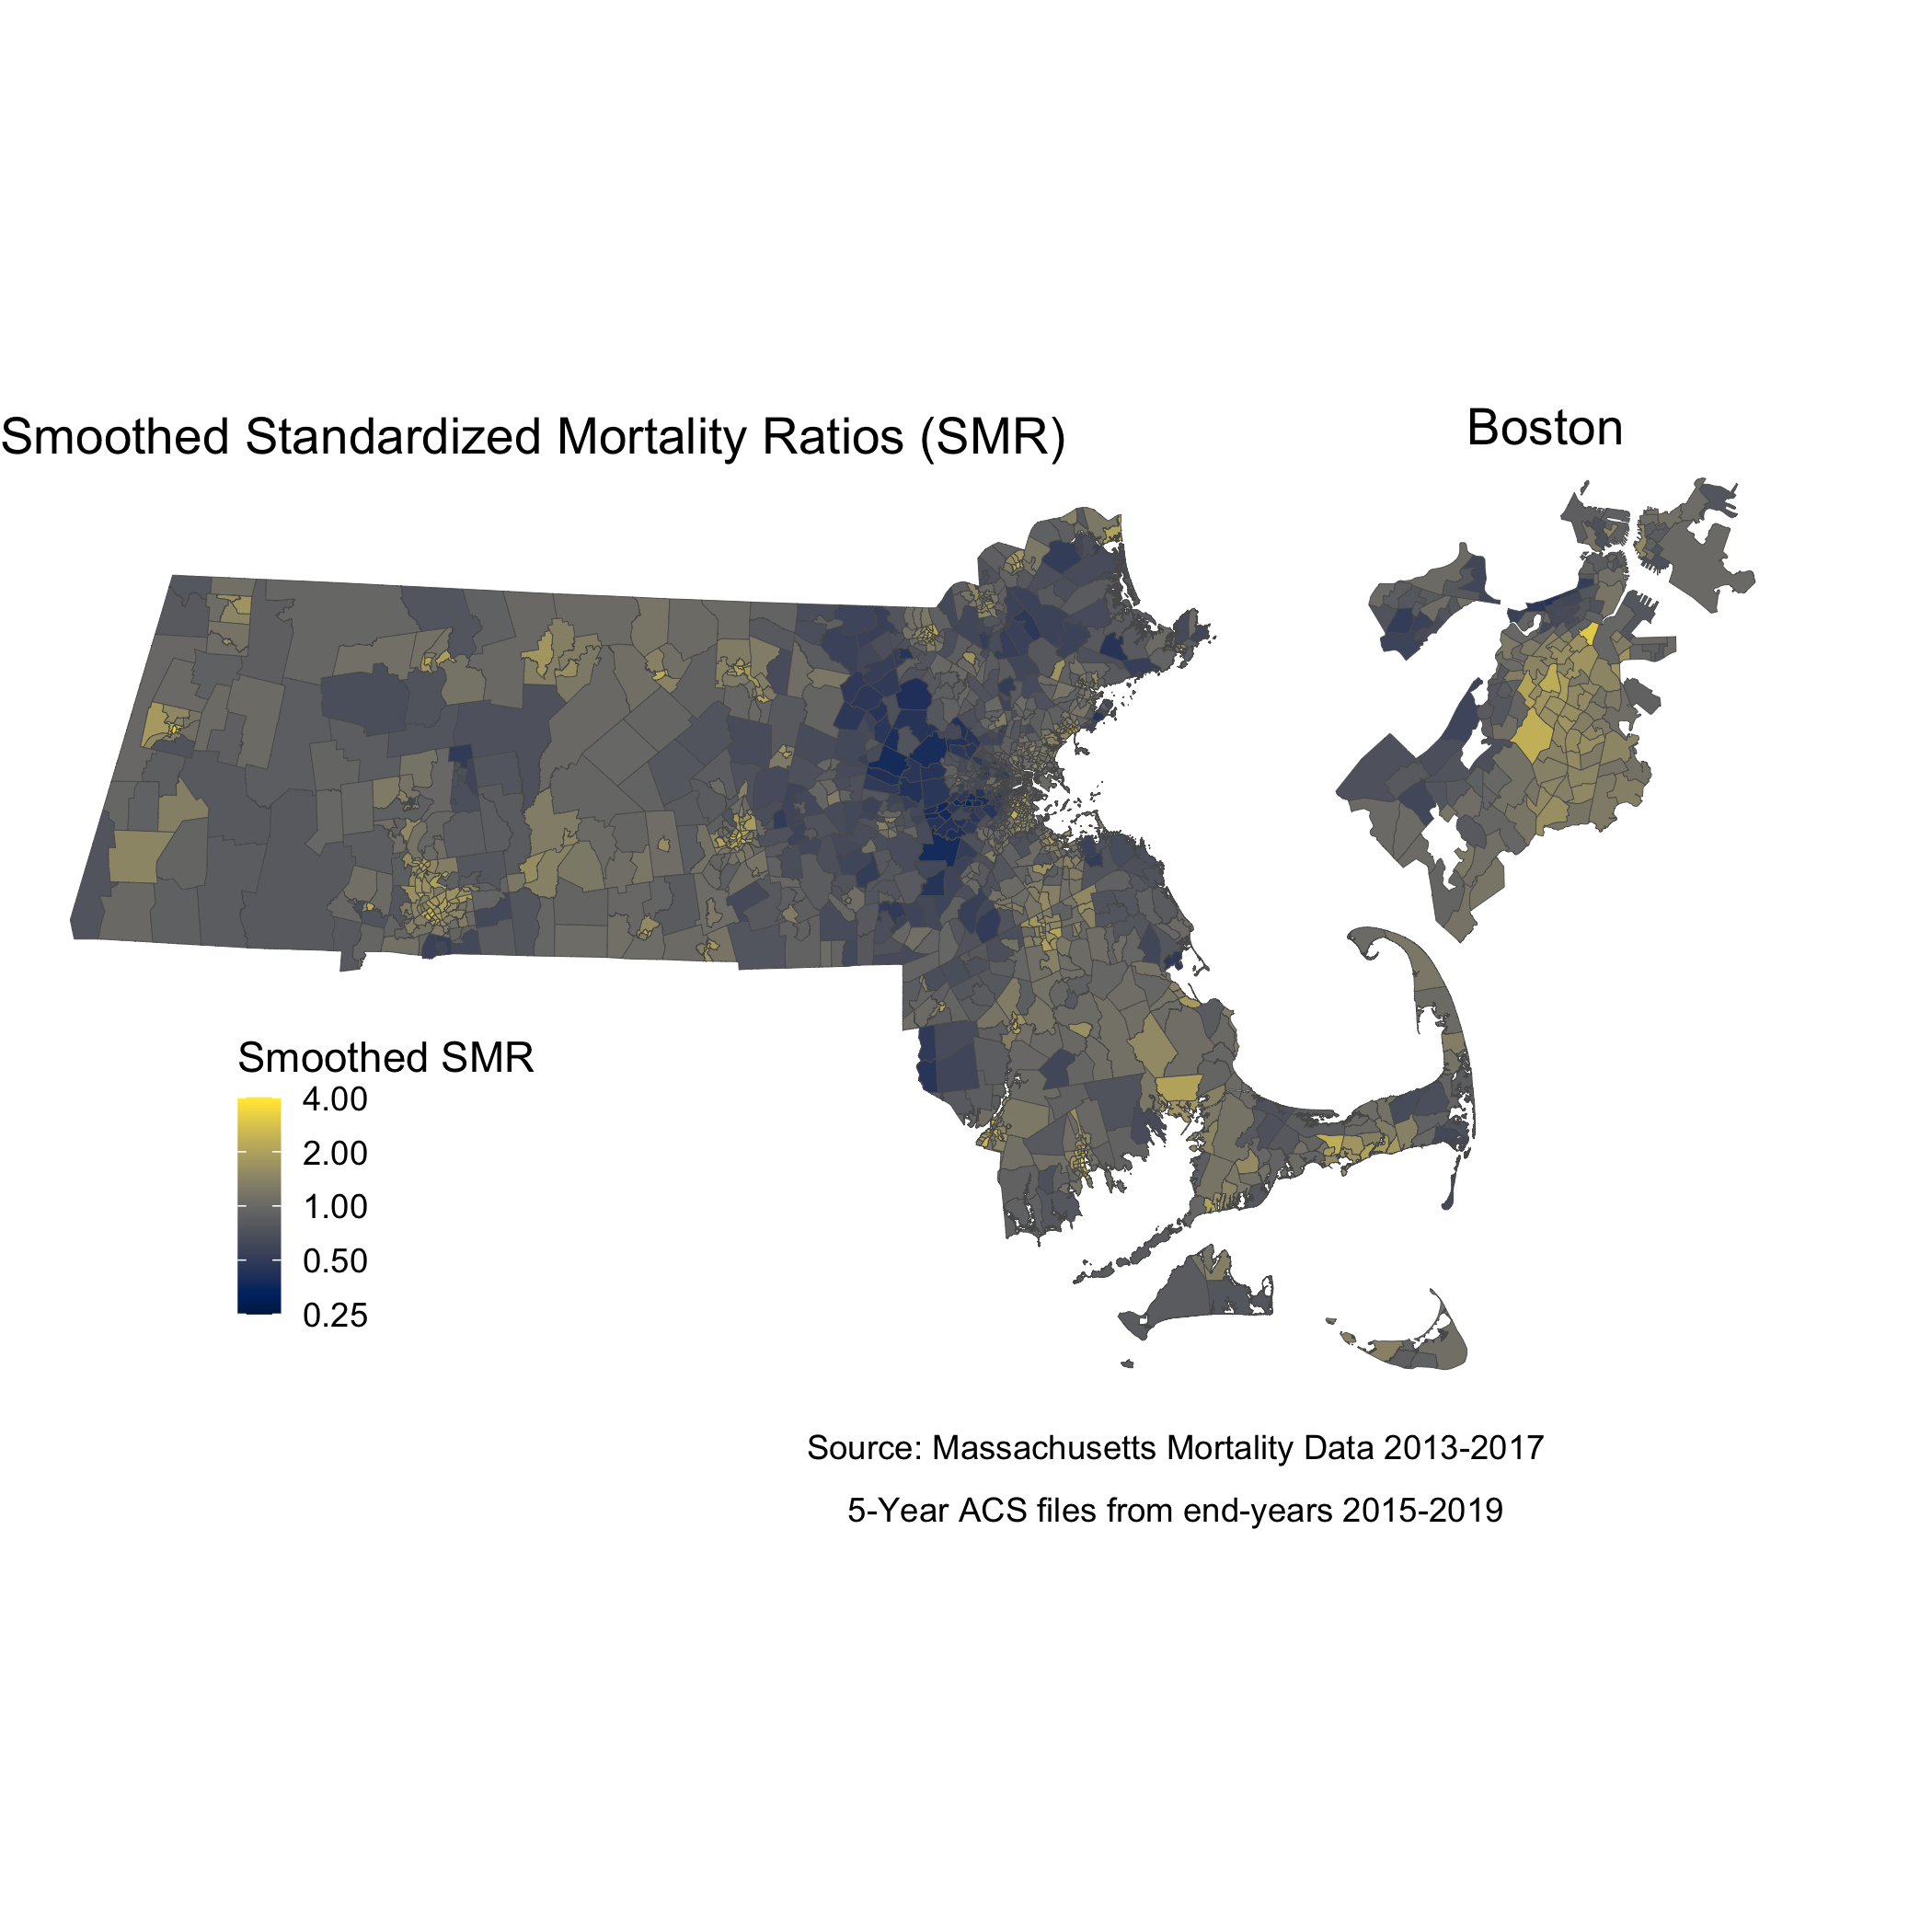 Smoothed Standardized Mortality Ratios (SMR)
Boston
Smoothed SMR
4.00
2.00
1.00
0.50
0.25
Source: Massachusetts Mortality Data 2013-2017
5-Year ACS files from end-years 2015-2019